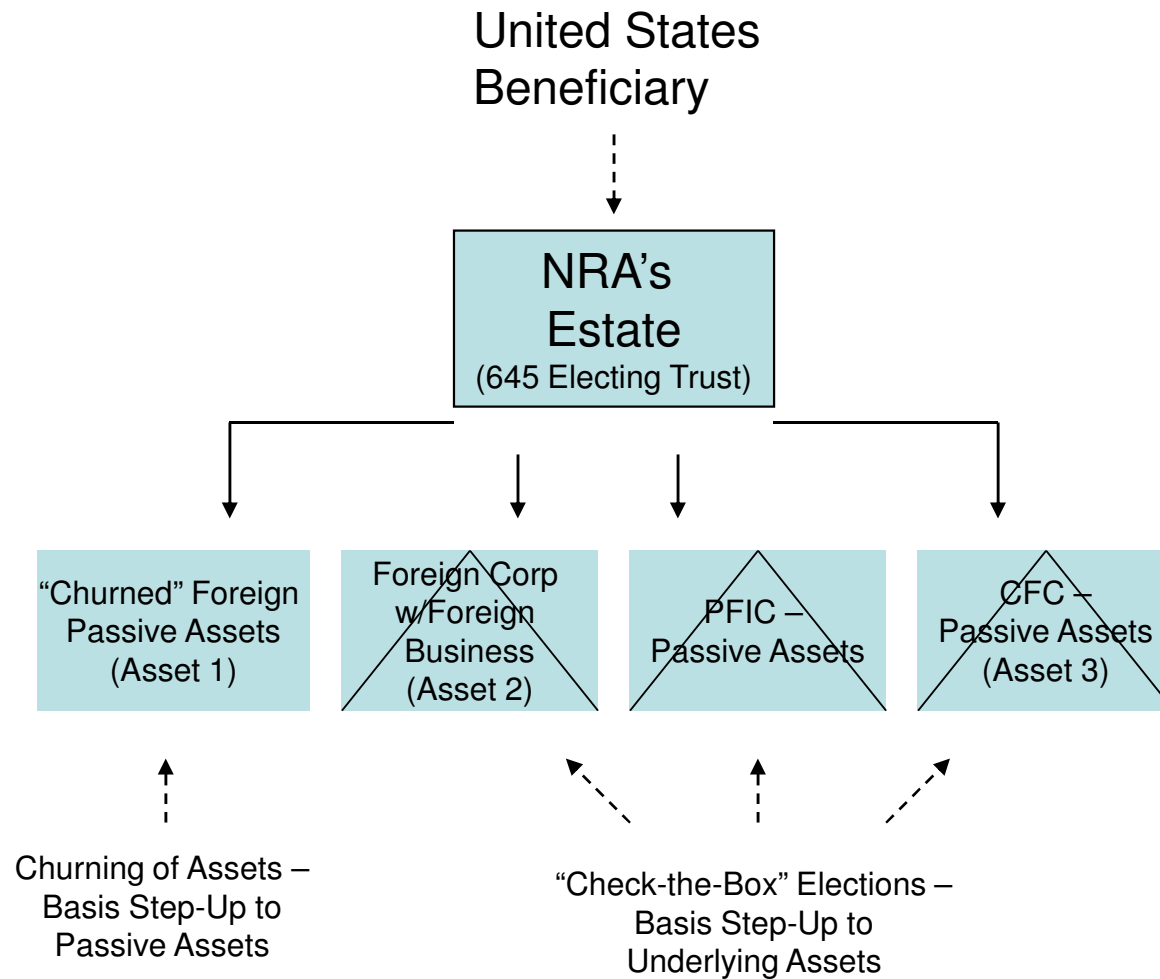 United States
Beneficiary
NRA's
Estate
(645 Electing Trust)
“Churned” Foreign
Passive Assets
(Asset 1)
Foreign Corp
w/Foreign
Business
(Asset 2)
PFIC –
Passive Assets
CFC –
Passive Assets
(Asset 3)
Churning of Assets –
Basis Step-Up to
Passive Assets
“Check-the-Box” Elections –
Basis Step-Up to
Underlying Assets